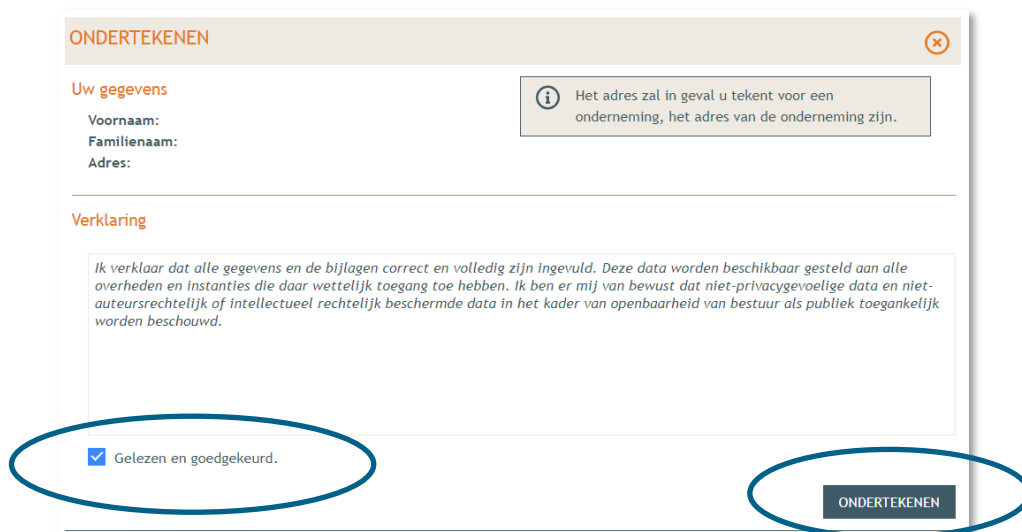 ONDERTEKENEN
Uw gegevens
Voornaam:
Familienaam:
Adres:
Het adres zal in geval u tekent voor een
onderneming, het adres van de onderneming zijn.
Verklaring
Ik verklaar dat alle gegevens en de bijlagen correct en volledig zijn ingevuld. Deze data worden beschikbaar gesteld aan alle
overheden en instanties die daar wettelijk toegang toe hebben. Ik ben er mij van bewust dat niet-privacygevoelige data en niet-
auteursrechtelijk of intellectueel rechtelijk beschermde data in het kader van openbaarheid van bestuur als publiek toegankelijk
worden beschouwd.
Gelezen en goedgekeurd.
ONDERTEKENEN